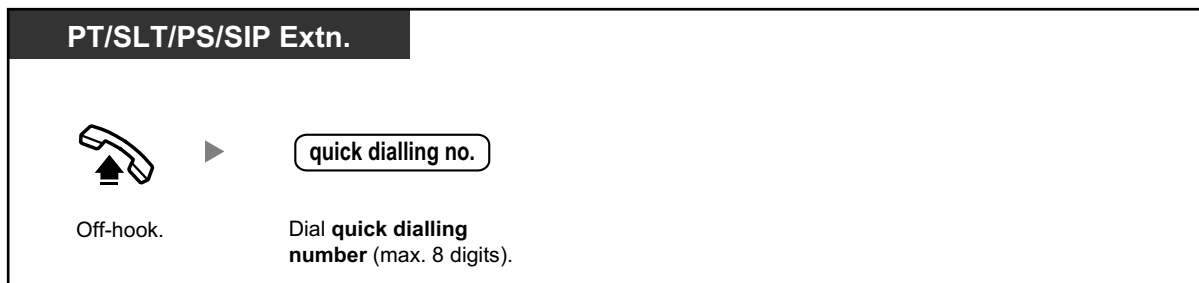 PT/SLT/PS/SIP Extn.
quick dialling no.
Off-hook.
Dial quick dialling
number (max. 8 digits).